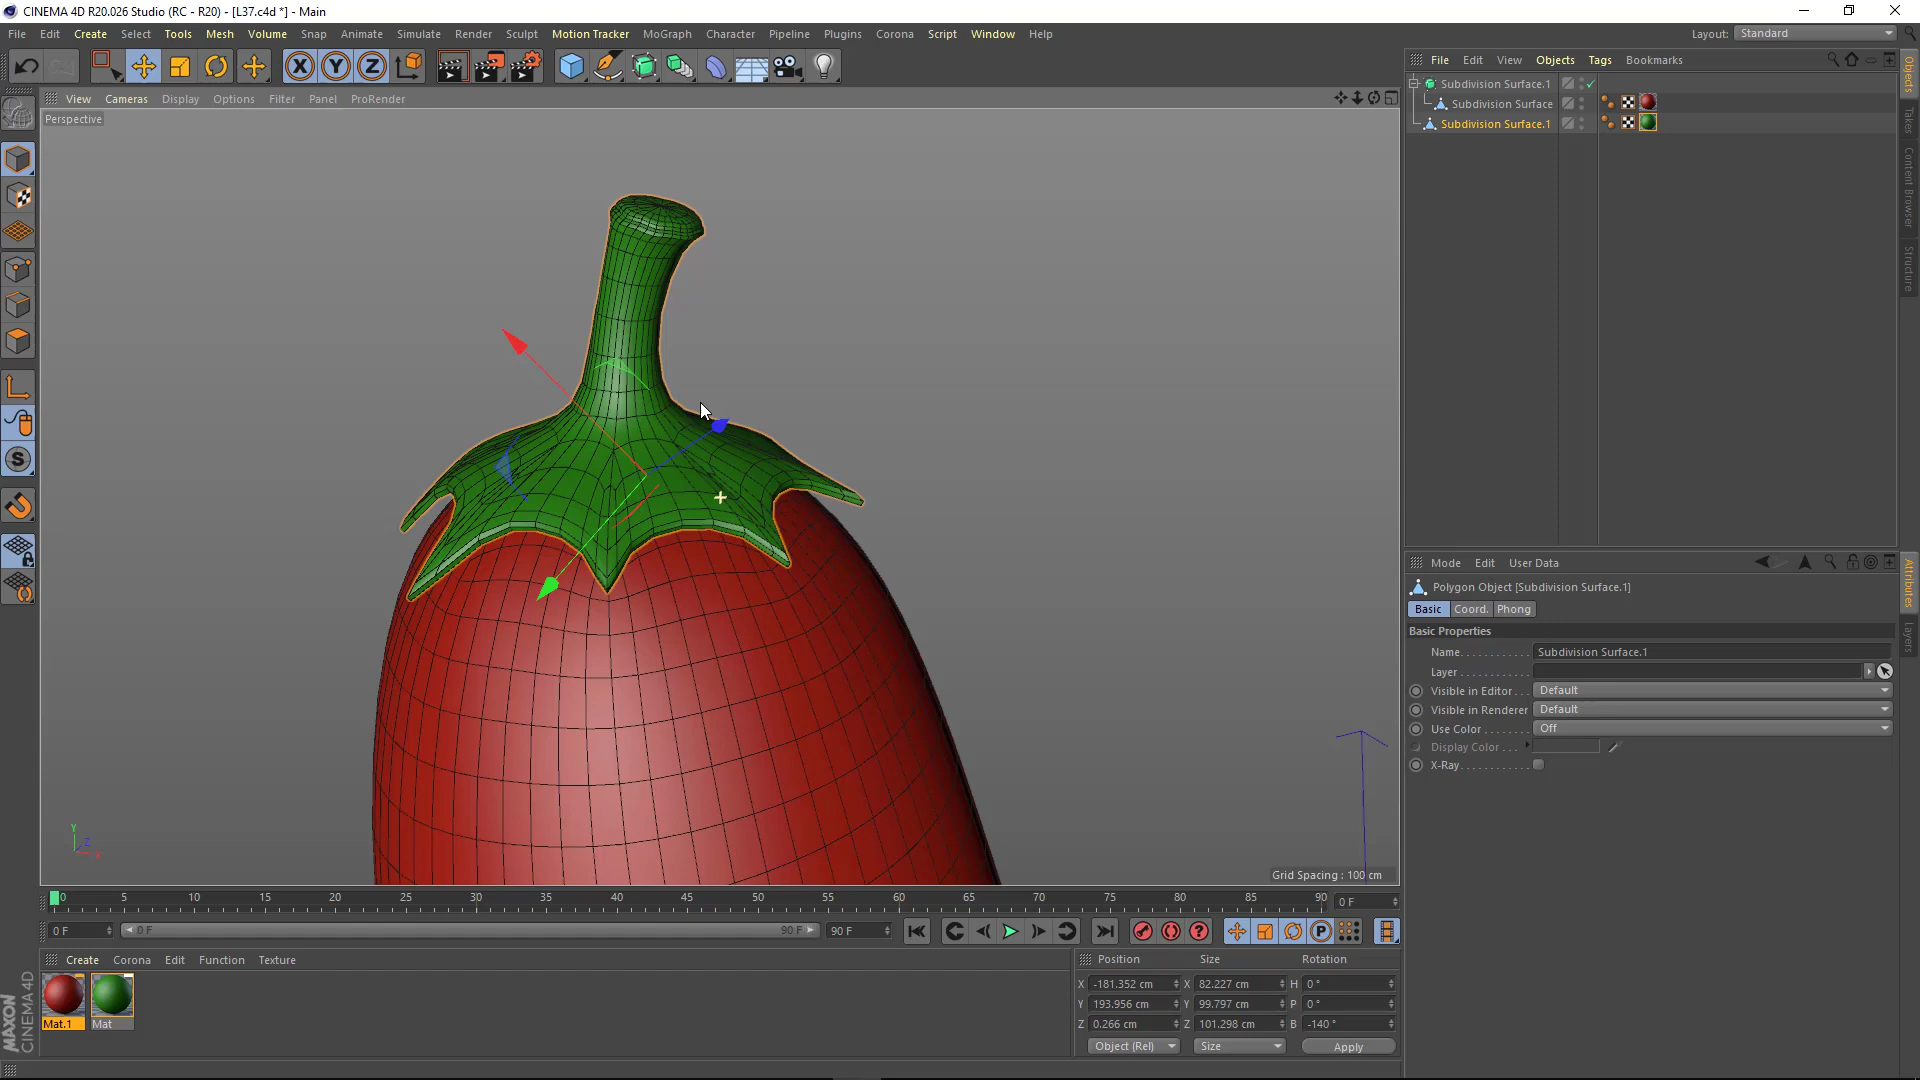 CINEMA 4D R20.026 Studio (RC - R20) - [L37.c4d *] - Main
File Edit Create Select Tools Mesh Volume Snap Animate Simulate Render Sculpt Motion Tracker MoGraph Character Pipeline Plugins Corona Script Window Help
Layout: Standard
View Cameras Display Options Filter Panel ProRender
Perspective
File Edit View Objects Tags Bookmarks
Subdivision Surface.1
Subdivision Surface
Subdivision Surface.1
Objects
Takes
Content Browser
Structure
Mode Edit User Data
Polygon Object [Subdivision Surface.1]
Basic Coord. Phong
Basic Properties
Name. Subdivision Surface.1
Layer
Visible in Editor Default
Visible in Renderer Default
Use Color Off
Display Color
X-Ray
Attributes
Layers
Y
Z
X
Grid Spacing : 100 cm
0 5 10 15 20 25 30 35 40 45 50 55 60 65 70 75 80 85 90
0 F
0 F 0 F 90 F 90 F
Create Corona Edit Function Texture
Mat.1 Mat
Position Size Rotation
X -181.352 cm X 82.227 cm H 0 °
Y 193.956 cm Y 99.797 cm P 0 °
Z 0.266 cm Z 101.298 cm B -140 °
Object (Rel) Size Apply
MAXON
CINEMA 4D